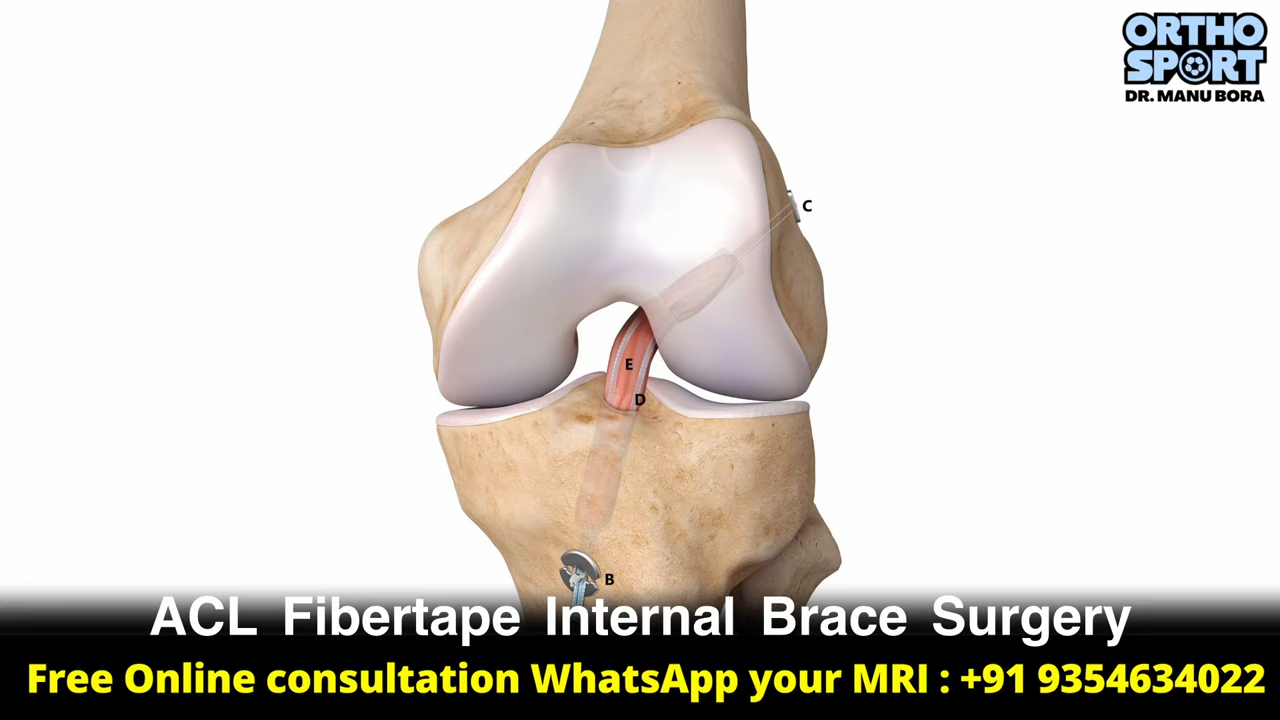 ORTHO
SPORT
DR. MANU BORA
C
E
D
B
ACL Fibertape Internal Brace Surgery
Free Online consultation WhatsApp your MRI : +91 9354634022